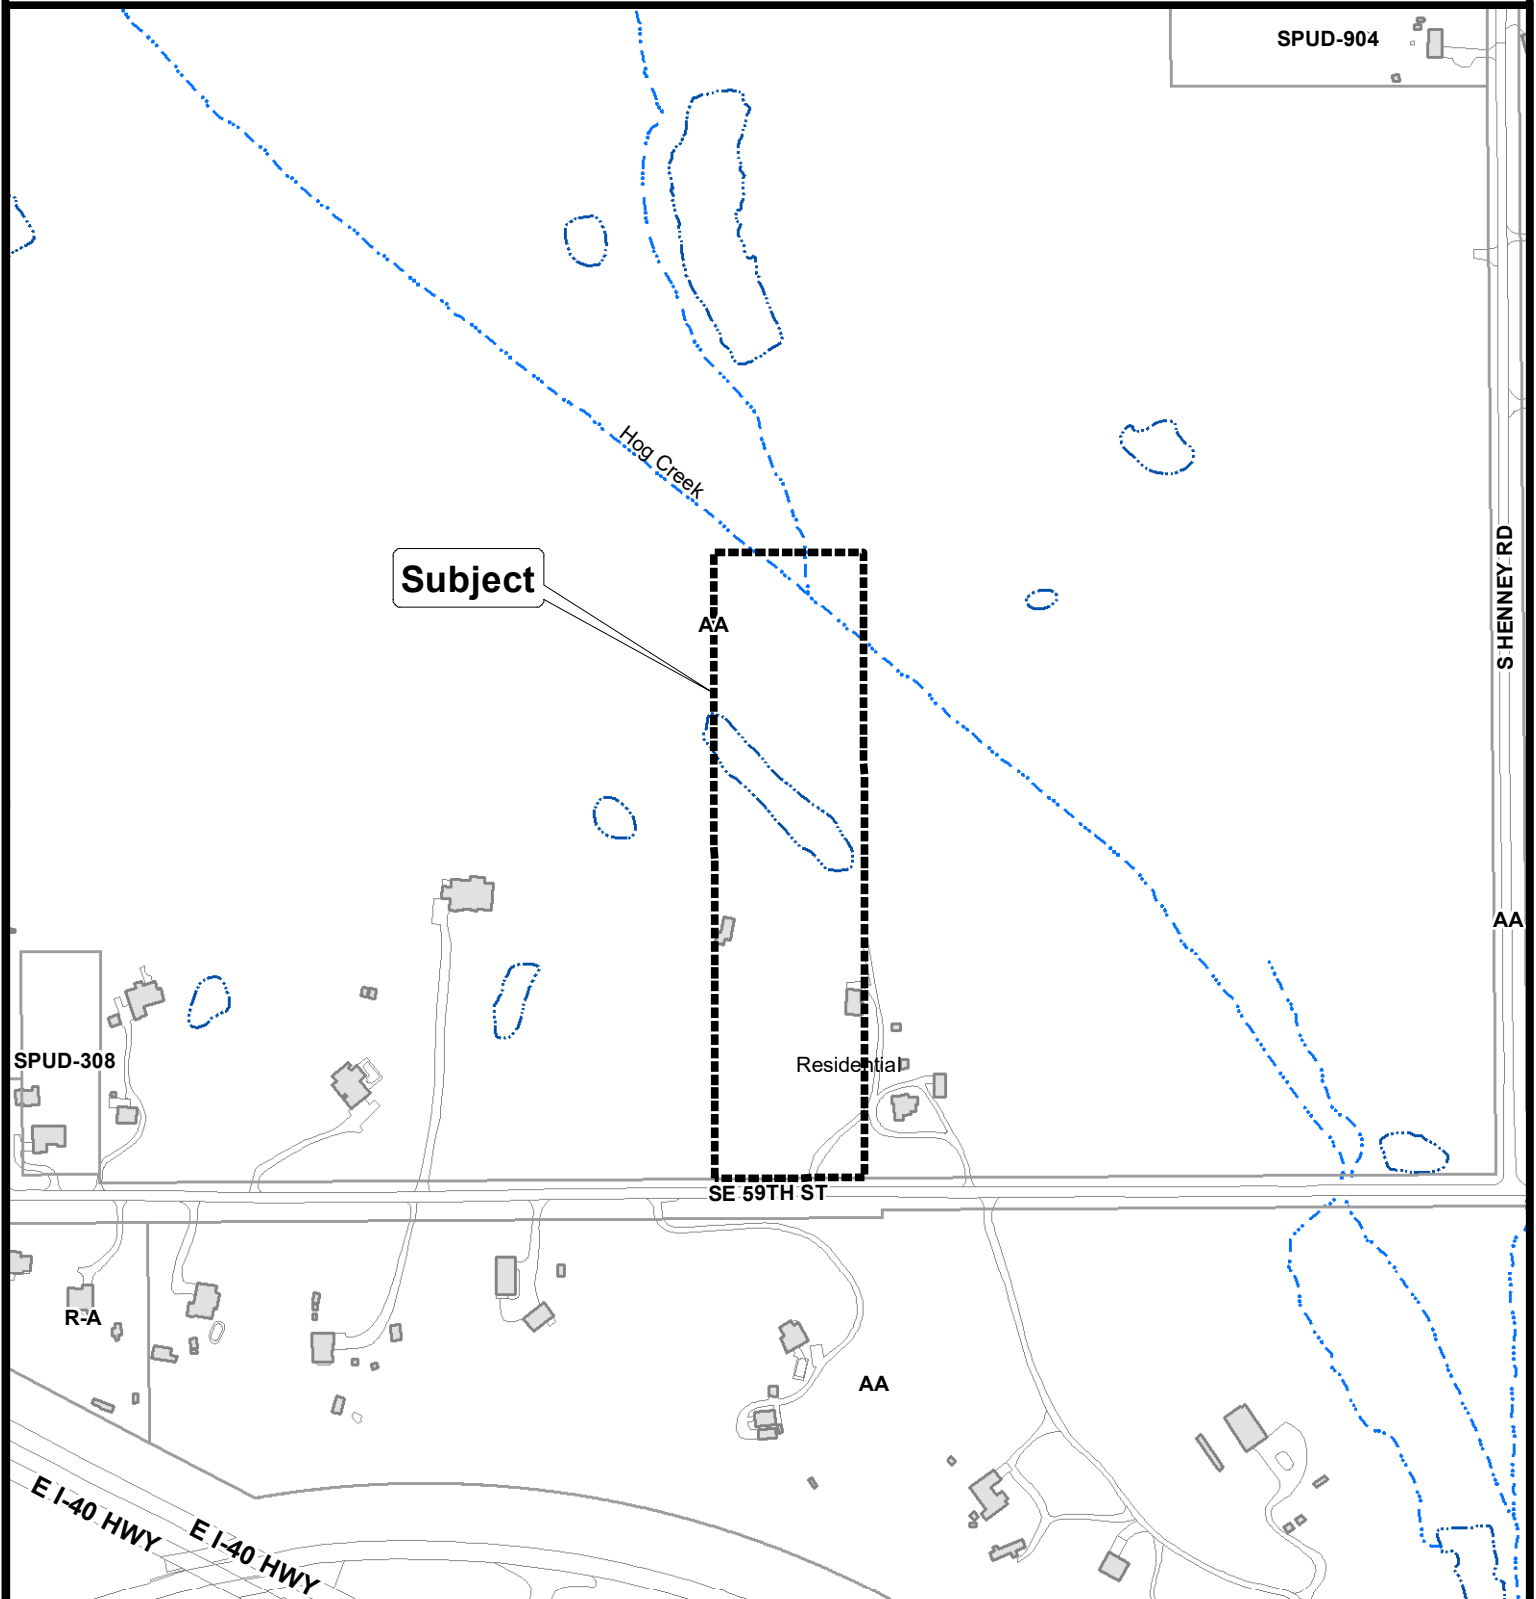 SPUD-904
Hog Creek
Subject
S HENNEY RD
AA
AA
SPUD-308
Residential
SE 59TH ST
R-A
AA
E I-40 HWY
E I-40 HWY